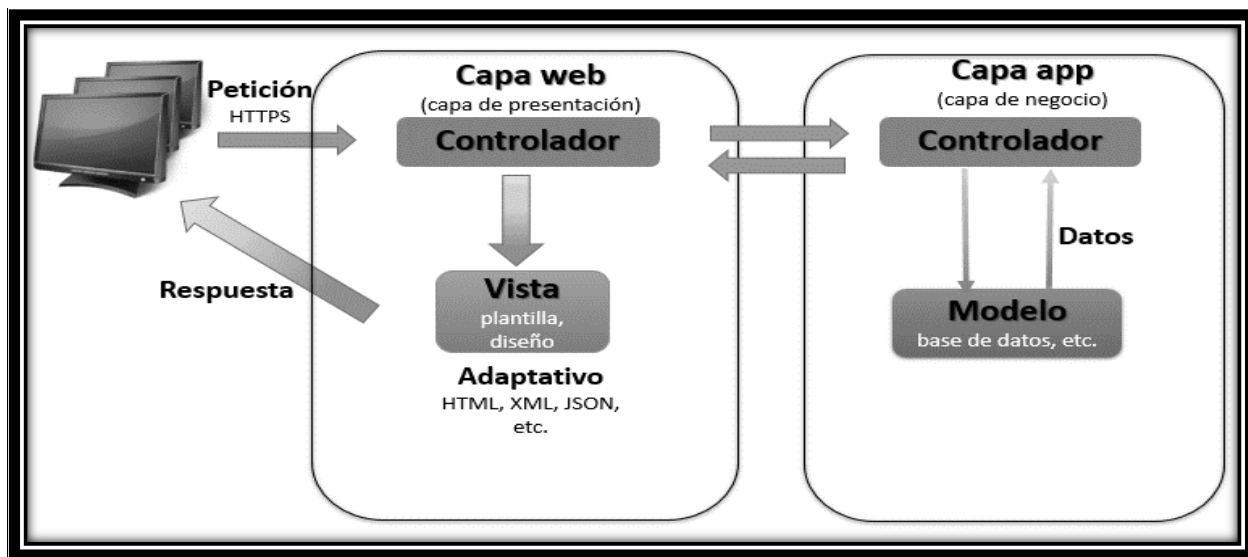 Petición
HTTPS
Respuesta
Capa web
(capa de presentación)
Controlador
Vista
plantilla,
diseño
Adaptativo
HTML, XML, JSON,
etc.
Capa app
(capa de negocio)
Controlador
Datos
Modelo
base de datos, etc.